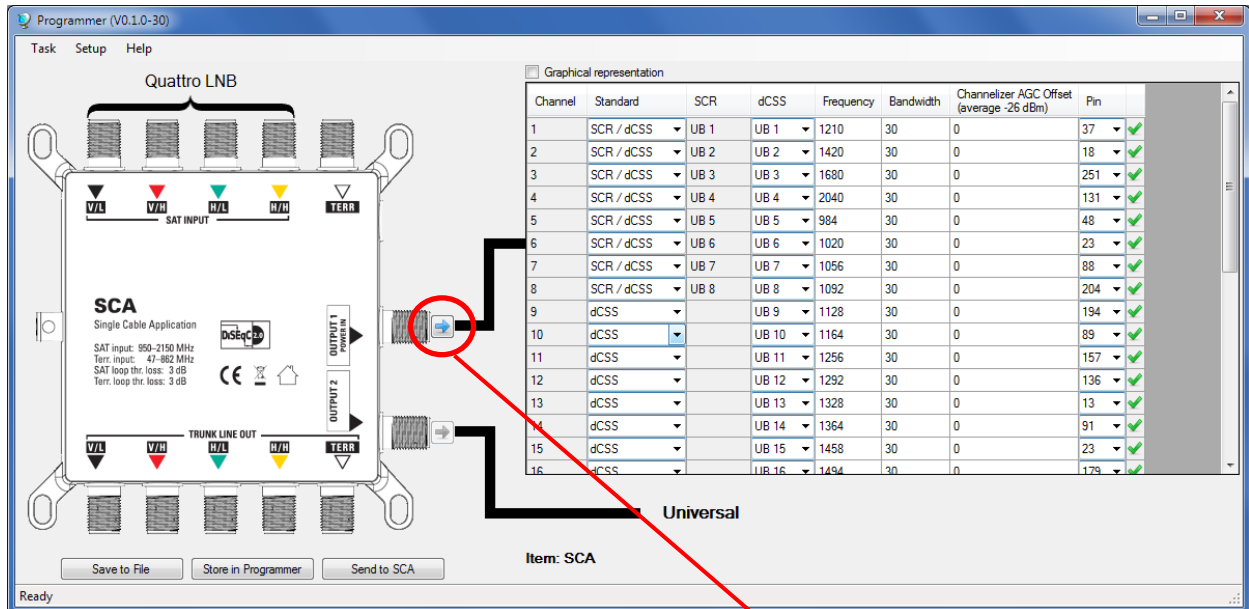 Programmer (V0.1.0-30)
Task Setup Help
Quattro LNB
V/L V/H H/L H/H TERR
SAT INPUT
SCA
Single Cable Application
DiSEqC 2.0
SAT input: 950–2150 MHz
Terr. input: 47–862 MHz
SAT loop thr. loss: 3 dB
Terr. loop thr. loss: 3 dB
CE
OUTPUT 1
POWER IN
OUTPUT 2
TRUNK LINE OUT
V/L V/H H/L H/H TERR
Graphical representation
Channel Standard SCR dCSS Frequency Bandwidth Channelizer AGC Offset (average -26 dBm) Pin
1 SCR / dCSS UB 1 UB 1 1210 30 0 37
2 SCR / dCSS UB 2 UB 2 1420 30 0 18
3 SCR / dCSS UB 3 UB 3 1680 30 0 251
4 SCR / dCSS UB 4 UB 4 2040 30 0 131
5 SCR / dCSS UB 5 UB 5 984 30 0 48
6 SCR / dCSS UB 6 UB 6 1020 30 0 23
7 SCR / dCSS UB 7 UB 7 1056 30 0 88
8 SCR / dCSS UB 8 UB 8 1092 30 0 204
9 dCSS UB 9 1128 30 0 194
10 dCSS UB 10 1164 30 0 89
11 dCSS UB 11 1256 30 0 157
12 dCSS UB 12 1292 30 0 136
13 dCSS UB 13 1328 30 0 13
14 dCSS UB 14 1364 30 0 91
15 dCSS UB 15 1458 30 0 23
16 dCSS UB 16 1494 30 0 179
Universal
Item: SCA
Save to File Store in Programmer Send to SCA
Ready